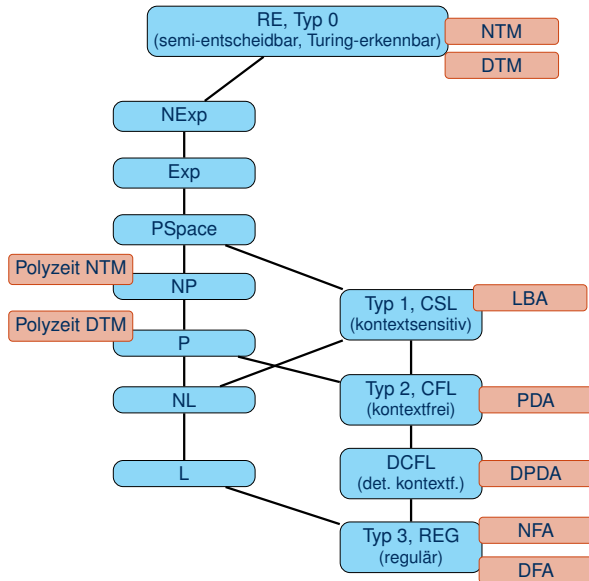 RE, Typ 0
(semi-entscheidbar, Turing-erkennbar)
NTM
DTM
NExp
Exp
PSpace
Polyzeit NTM
NP
Typ 1, CSL
(kontextsensitiv)
LBA
Polyzeit DTM
P
NL
Typ 2, CFL
(kontextfrei)
PDA
L
DCFL
(det. kontextf.)
DPDA
Typ 3, REG
(regulär)
NFA
DFA